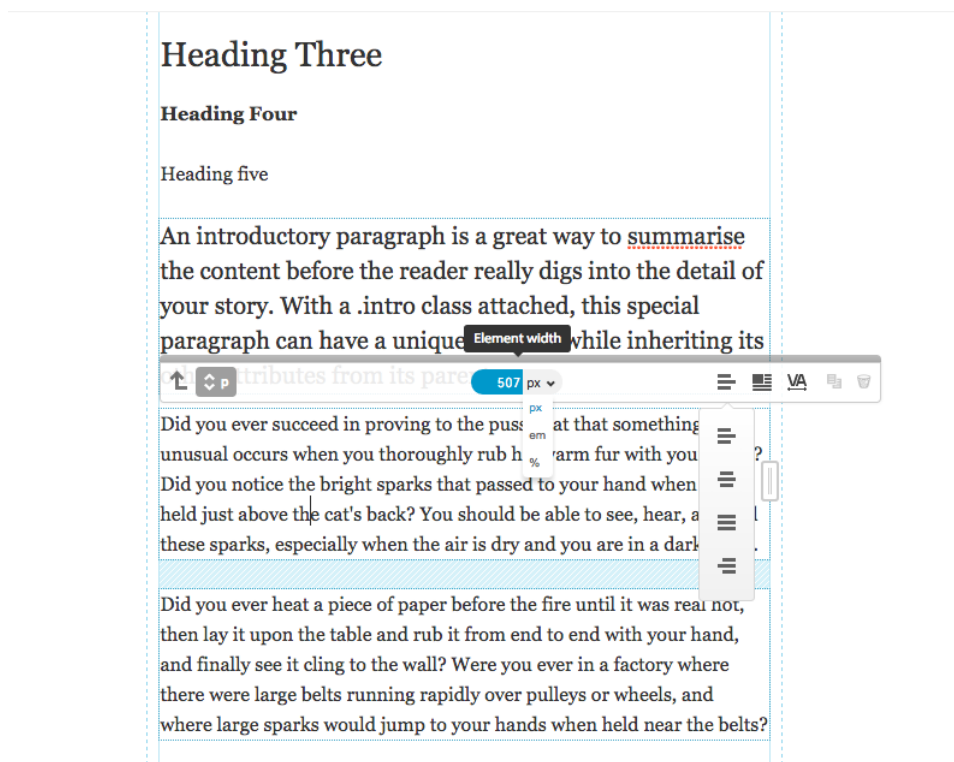 Heading Three
Heading Four
Heading five
An introductory paragraph is a great way to summarise
the content before the reader really digs into the detail of
your story. With a .intro class attached, this special
paragraph can have a unique while inheriting its
Element width
attributes from its
p
507 px
px
em
%
VA
Did you ever succeed in proving to the at that something
unusual occurs when you thoroughly rub warm fur with ?
Did you notice the bright sparks that passed to your hand when
held just above the cat's back? You should be able to see, hear,
these sparks, especially when the air is dry and you are in a .
Did you ever heat a piece of paper before the fire until it was real hot,
then lay it upon the table and rub it from end to end with your hand,
and finally see it cling to the wall? Were you ever in a factory where
there were large belts running rapidly over pulleys or wheels, and
where large sparks would jump to your hands when held near the belts?